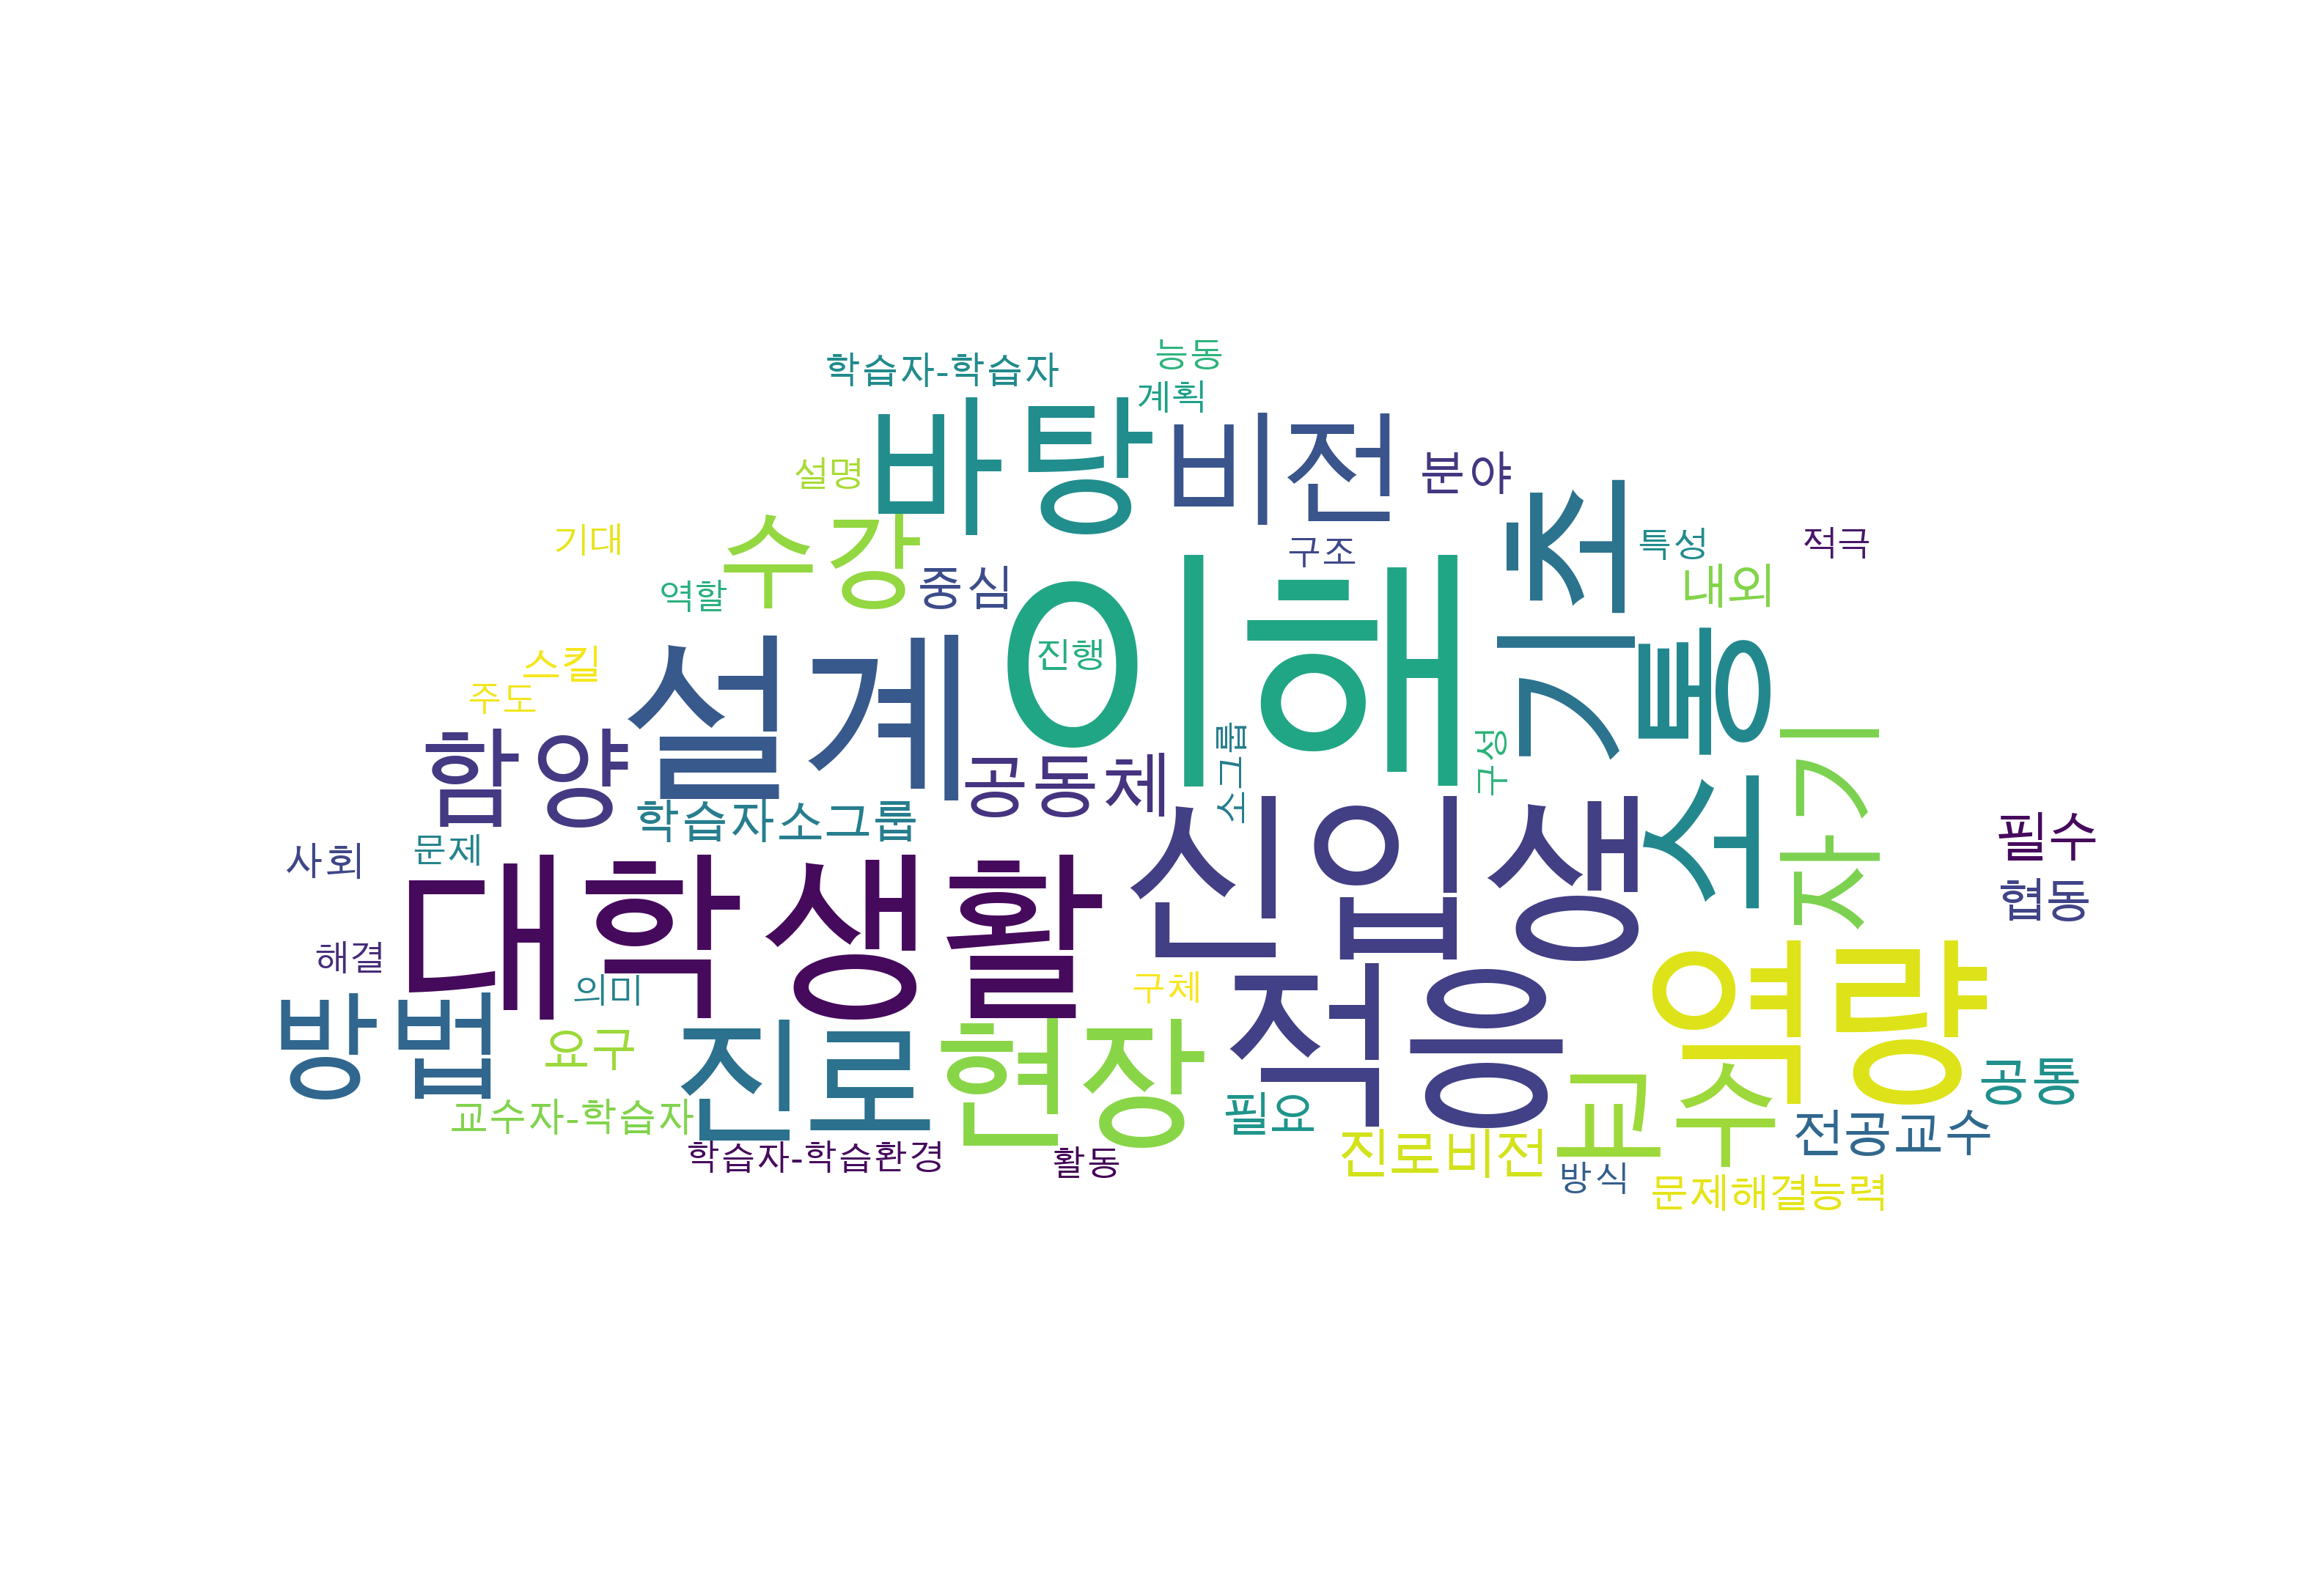 능동
학습자-학습자
계획
바탕
비전
분야
설명
수강
기대
구조
기초
특성
적극
중심
내외
역할
이해
진행
스킬
설계
주도
소통
함양
소그룹
구성
자기
공동체
학습자소그룹
신입생
필수
사회
문제
대학생활
협동
해결
의미
구체
적응
역량
방법
요구
진로
현장
교수
공통
교수자-학습자
필요
전공교수
학습자-학습환경
활동
진로비전
방식
문제해결능력